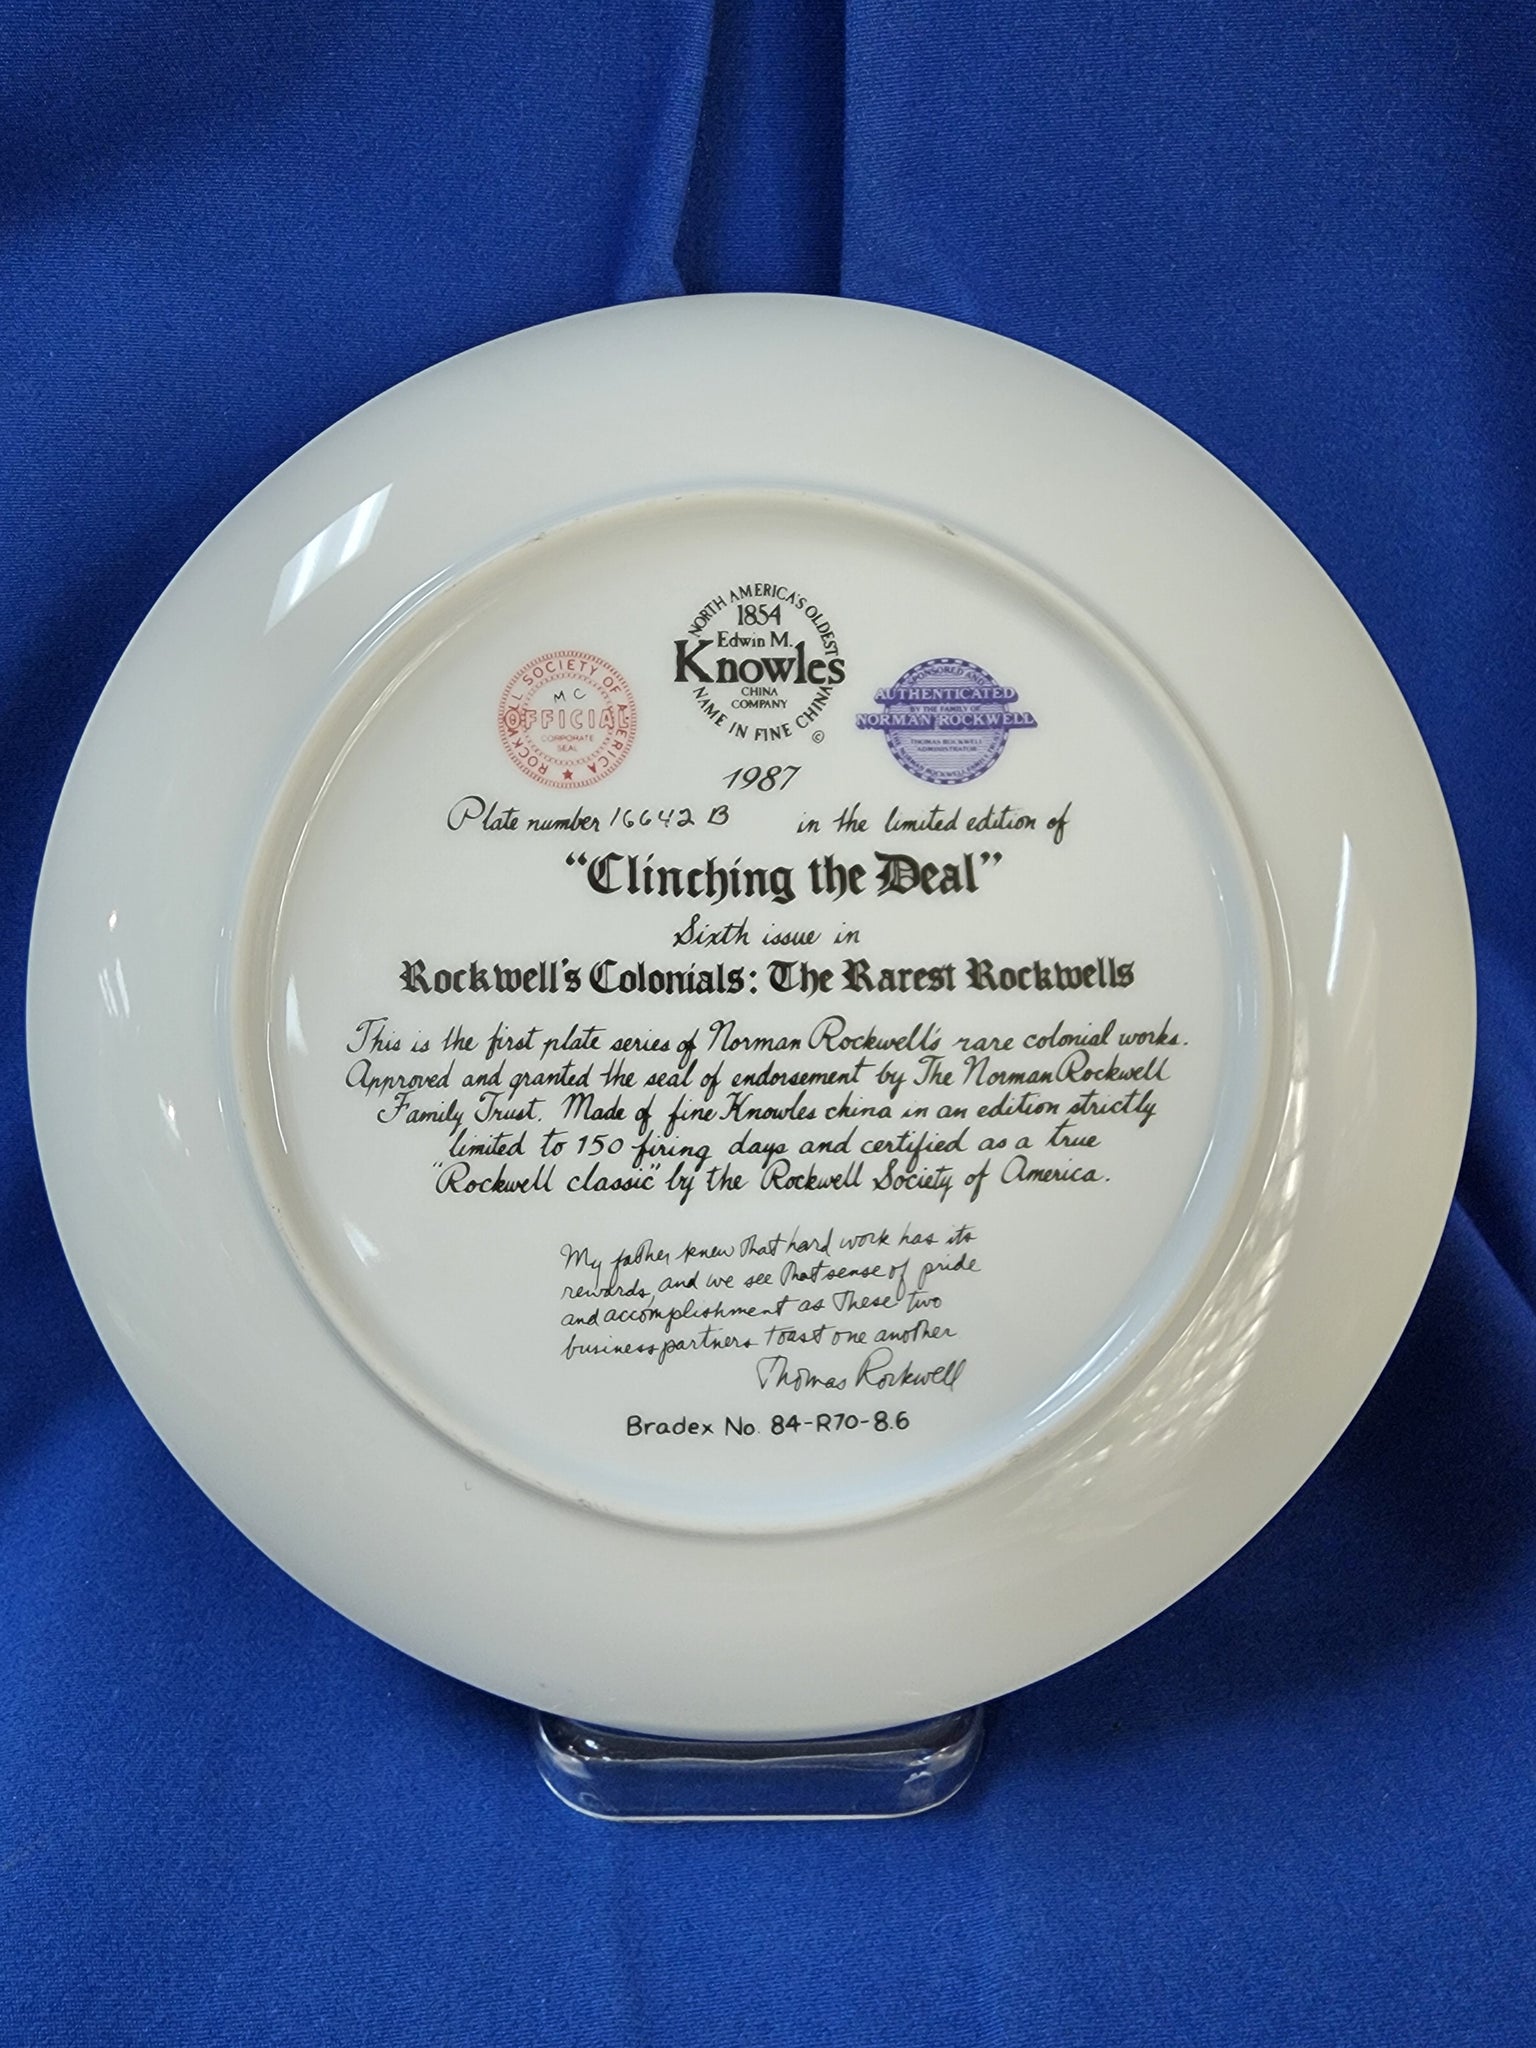 NORTH AMERICA'S OLDEST
1854
Edwin M.
Knowles
CHINA
COMPANY
NAME IN FINE CHINA
©
ROCKWELL SOCIETY OF AMERICA
M C
OFFICIAL
CORPORATE
SEAL
SPONSORED AND
AUTHENTICATED
BY THE FAMILY OF
NORMAN ROCKWELL
THOMAS ROCKWELL
ADMINISTRATOR
NORMAN ROCKWELL FAMILY
1987
Plate number 16642 B in the limited edition of
“Clinching the Deal”
Sixth issue in
Rockwell's Colonials: The Rarest Rockwells
This is the first plate series of Norman Rockwell's rare colonial works.
Approved and granted the seal of endorsement by The Norman Rockwell
Family Trust. Made of fine Knowles china in an edition strictly
limited to 150 firing days and certified as a true
"Rockwell classic" by the Rockwell Society of America.
My father knew that hard work has its
rewards, and we see that sense of pride
and accomplishment as these two
business partners toast one another
Thomas Rockwell
Bradex No. 84-R70-8.6